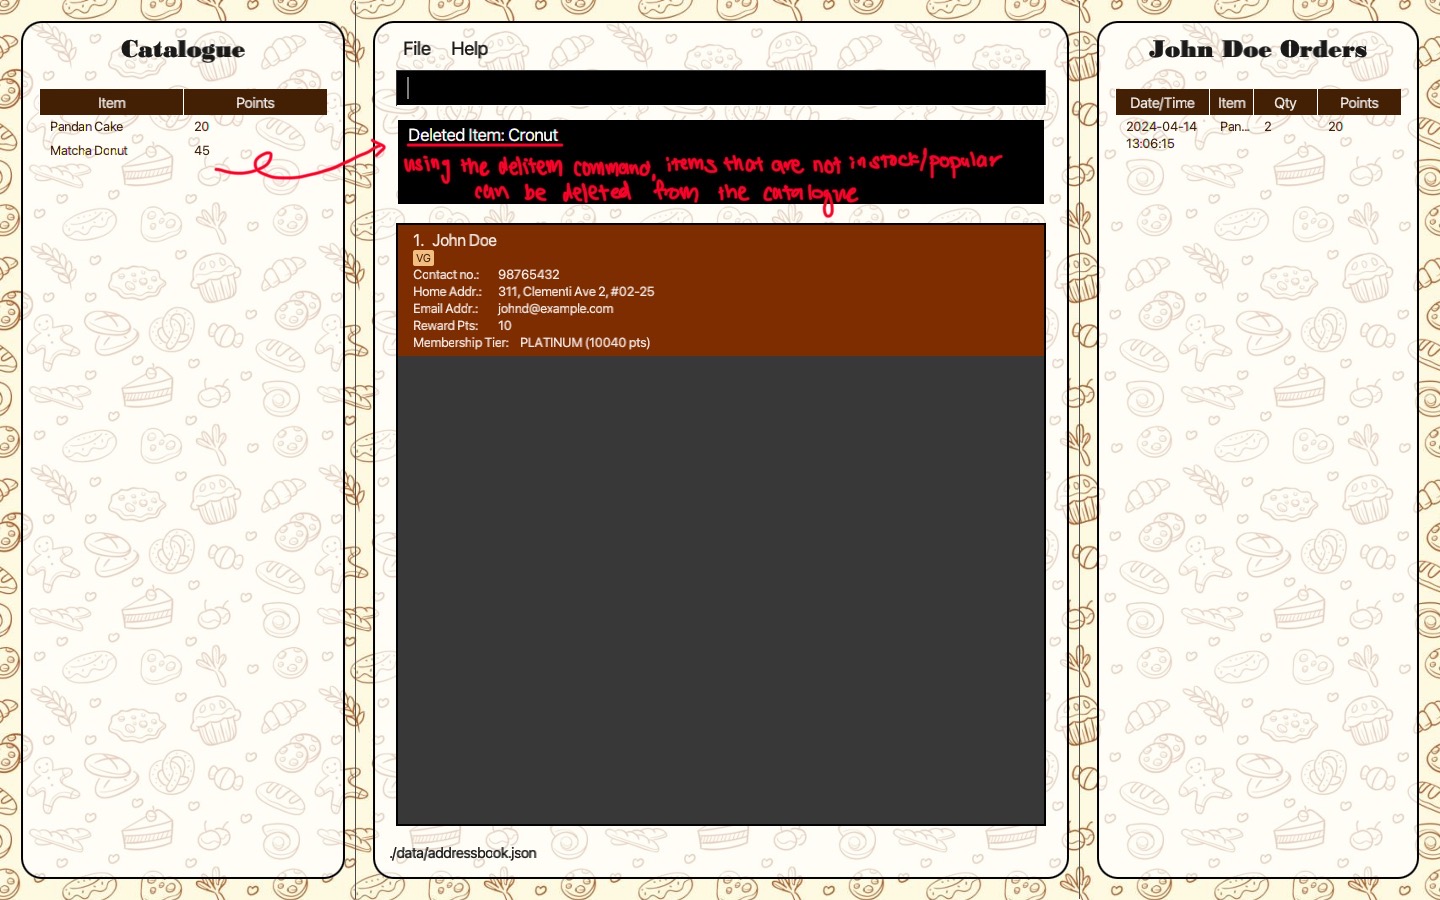 Catalogue
Item Points
Pandan Cake 20
Matcha Donut 45
File Help
Deleted Item: Cronut
using the delitem command, items that are not in stock/popular
can be deleted from the catalogue
1. John Doe
VG
Contact no.: 98765432
Home Addr.: 311, Clementi Ave 2, #02-25
Email Addr.: johnd@example.com
Reward Pts: 10
Membership Tier: PLATINUM (10040 pts)
./data/addressbook.json
John Doe Orders
Date/Time Item Qty Points
2024-04-14 Pan... 2 20
13:06:15